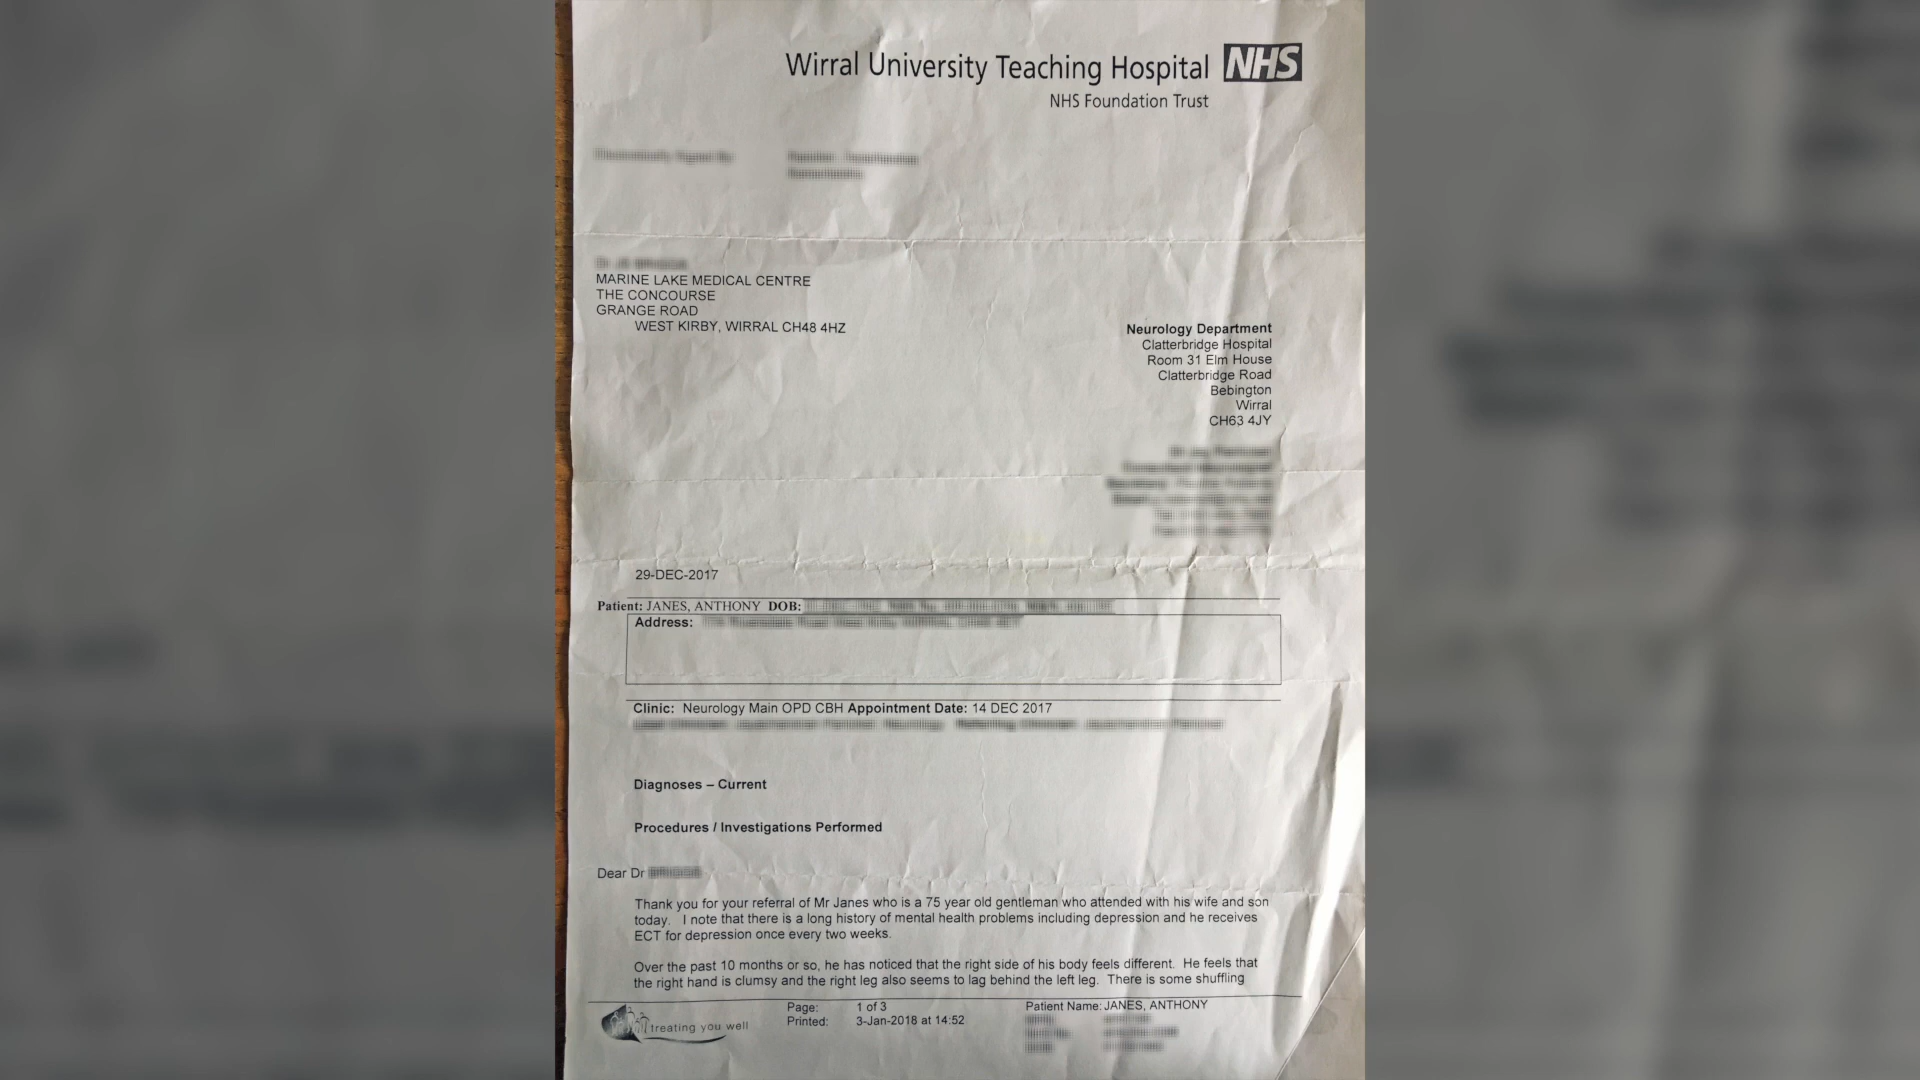 Wirral University Teaching Hospital NHS
NHS Foundation Trust
MARINE LAKE MEDICAL CENTRE
THE CONCOURSE
GRANGE ROAD
WEST KIRBY, WIRRAL CH48 4HZ
Neurology Department
Clatterbridge Hospital
Room 31 Elm House
Clatterbridge Road
Bebington
Wirral
CH63 4JY
29-DEC-2017
Patient: JANES, ANTHONY DOB:
Address:
Clinic: Neurology Main OPD CBH Appointment Date: 14 DEC 2017
Diagnoses – Current
Procedures / Investigations Performed
Dear Dr
Thank you for your referral of Mr Janes who is a 75 year old gentleman who attended with his wife and son
today. I note that there is a long history of mental health problems including depression and he receives
ECT for depression once every two weeks.
Over the past 10 months or so, he has noticed that the right side of his body feels different. He feels that
the right hand is clumsy and the right leg also seems to lag behind the left leg. There is some shuffling
treating you well
Page: 1 of 3
Printed: 3-Jan-2018 at 14:52
Patient Name: JANES, ANTHONY